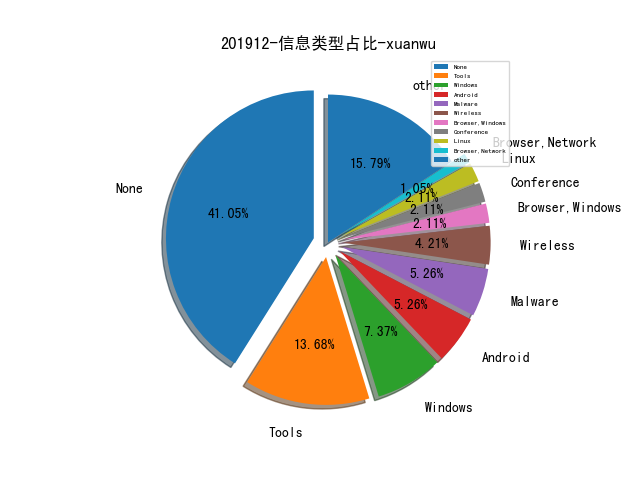 201912-信息类型占比-xuanwu
None
Tools
Windows
Android
Malware
Wireless
Browser,Windows
Conference
Linux
Browser,Network
other
other
Browser,Network
Linux
Conference
Browser,Windows
Wireless
Malware
Android
Windows
Tools
None
15.79%
1.05%
2.11%
2.11%
2.11%
4.21%
5.26%
5.26%
7.37%
13.68%
41.05%